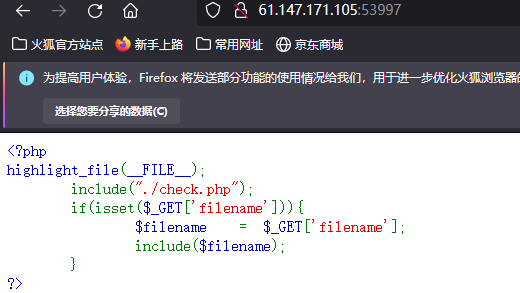 61.147.171.105:53997
火狐官方站点 新手上路 常用网址 京东商城
为提高用户体验，Firefox 将发送部分功能的使用情况给我们，用于进一步优化火狐浏览器的
选择您要分享的数据(C)
<?php
highlight_file(__FILE__);
        include("./check.php");
        if(isset($_GET['filename'])){
                $filename    =  $_GET['filename'];
                include($filename);
        }
?>